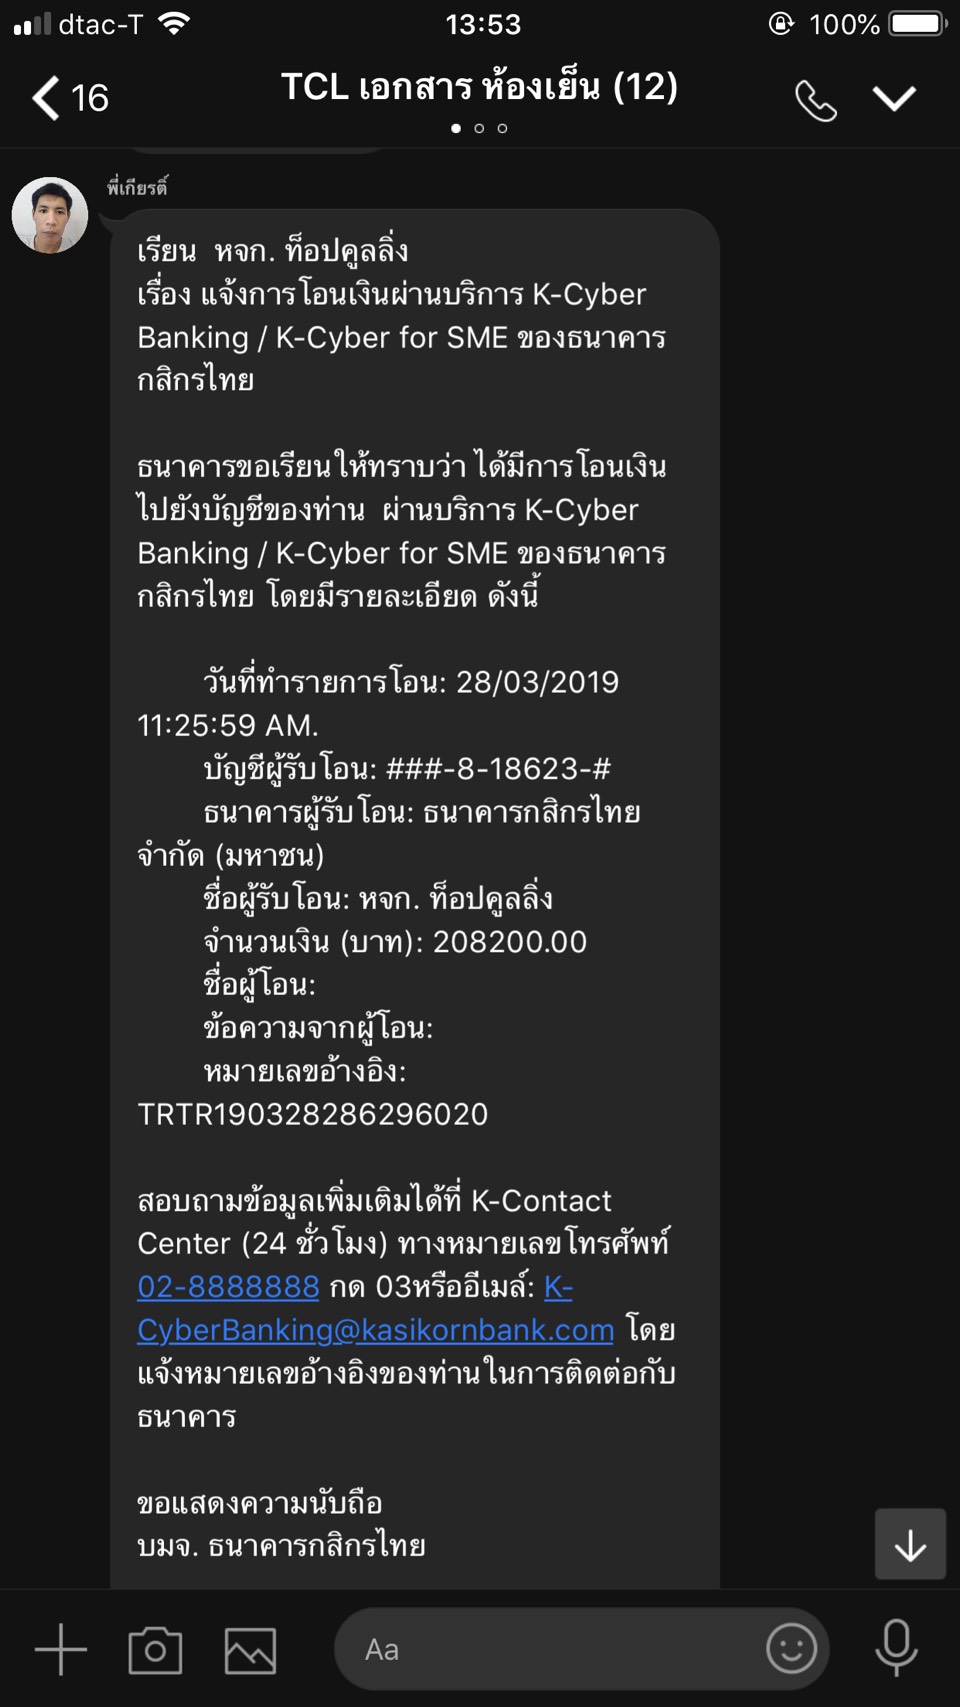 dtac-T 13:53 100%
16 TCL เอกสาร ห้องเย็น (12)
พี่เกียรติ์
เรียน หจก. ท็อปคูลลิ่ง
เรื่อง แจ้งการโอนเงินผ่านบริการ K-Cyber
Banking / K-Cyber for SME ของธนาคาร
กสิกรไทย
ธนาคารขอเรียนให้ทราบว่า ได้มีการโอนเงิน
ไปยังบัญชีของท่าน ผ่านบริการ K-Cyber
Banking / K-Cyber for SME ของธนาคาร
กสิกรไทย โดยมีรายละเอียด ดังนี้
วันที่ทำรายการโอน: 28/03/2019
11:25:59 AM.
บัญชีผู้รับโอน: ###-8-18623-#
ธนาคารผู้รับโอน: ธนาคารกสิกรไทย
จำกัด (มหาชน)
ชื่อผู้รับโอน: หจก. ท็อปคูลลิ่ง
จำนวนเงิน (บาท): 208200.00
ชื่อผู้โอน:
ข้อความจากผู้โอน:
หมายเลขอ้างอิง:
TRTR190328286296020
สอบถามข้อมูลเพิ่มเติมได้ที่ K-Contact
Center (24 ชั่วโมง) ทางหมายเลขโทรศัพท์
02-8888888 กด 03หรืออีเมล์: K-
CyberBanking@kasikornbank.com โดย
แจ้งหมายเลขอ้างอิงของท่านในการติดต่อกับ
ธนาคาร
ขอแสดงความนับถือ
บมจ. ธนาคารกสิกรไทย
Aa